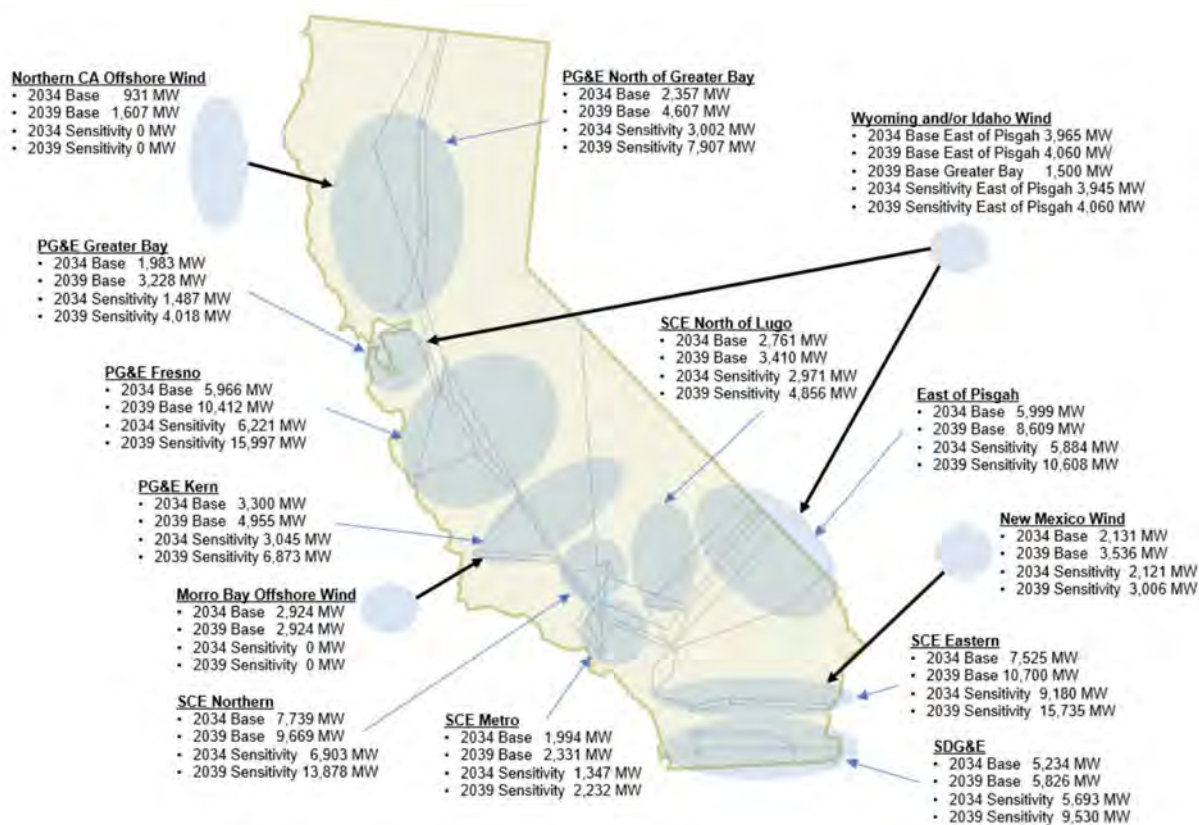 Northern CA Offshore Wind
• 2034 Base 931 MW
• 2039 Base 1,607 MW
• 2034 Sensitivity 0 MW
• 2039 Sensitivity 0 MW
PG&E North of Greater Bay
• 2034 Base 2,357 MW
• 2039 Base 4,607 MW
• 2034 Sensitivity 3,002 MW
• 2039 Sensitivity 7,907 MW
Wyoming and/or Idaho Wind
• 2034 Base East of Pisgah 3,965 MW
• 2039 Base East of Pisgah 4,060 MW
• 2039 Base Greater Bay 1,500 MW
• 2034 Sensitivity East of Pisgah 3,945 MW
• 2039 Sensitivity East of Pisgah 4,060 MW
PG&E Greater Bay
• 2034 Base 1,983 MW
• 2039 Base 3,228 MW
• 2034 Sensitivity 1,487 MW
• 2039 Sensitivity 4,018 MW
SCE North of Lugo
• 2034 Base 2,761 MW
• 2039 Base 3,410 MW
• 2034 Sensitivity 2,971 MW
• 2039 Sensitivity 4,856 MW
PG&E Fresno
• 2034 Base 5,966 MW
• 2039 Base 10,412 MW
• 2034 Sensitivity 6,221 MW
• 2039 Sensitivity 15,997 MW
East of Pisgah
• 2034 Base 5,999 MW
• 2039 Base 8,609 MW
• 2034 Sensitivity 5,884 MW
• 2039 Sensitivity 10,608 MW
PG&E Kern
• 2034 Base 3,300 MW
• 2039 Base 4,955 MW
• 2034 Sensitivity 3,045 MW
• 2039 Sensitivity 6,873 MW
New Mexico Wind
• 2034 Base 2,131 MW
• 2039 Base 3,536 MW
• 2034 Sensitivity 2,121 MW
• 2039 Sensitivity 3,006 MW
Morro Bay Offshore Wind
• 2034 Base 2,924 MW
• 2039 Base 2,924 MW
• 2034 Sensitivity 0 MW
• 2039 Sensitivity 0 MW
SCE Eastern
• 2034 Base 7,525 MW
• 2039 Base 10,700 MW
• 2034 Sensitivity 9,180 MW
• 2039 Sensitivity 15,735 MW
SCE Northern
• 2034 Base 7,739 MW
• 2039 Base 9,669 MW
• 2034 Sensitivity 6,903 MW
• 2039 Sensitivity 13,878 MW
SCE Metro
• 2034 Base 1,994 MW
• 2039 Base 2,331 MW
• 2034 Sensitivity 1,347 MW
• 2039 Sensitivity 2,232 MW
SDG&E
• 2034 Base 5,234 MW
• 2039 Base 5,826 MW
• 2034 Sensitivity 5,693 MW
• 2039 Sensitivity 9,530 MW